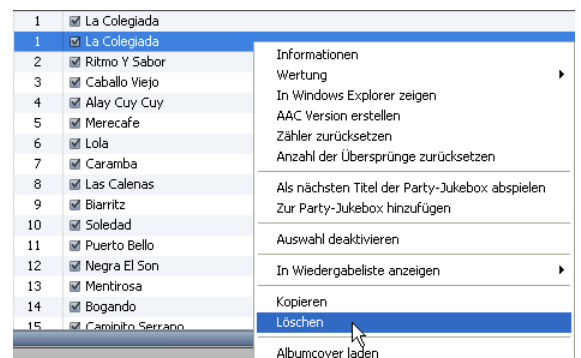 1 La Colegiada
1 La Colegiada
2 Ritmo Y Sabor
3 Caballo Viejo
4 Alay Cuy Cuy
5 Merecafe
6 Lola
7 Caramba
8 Las Calenas
9 Biarritz
10 Soledad
11 Puerto Bello
12 Negra El Son
13 Mentirosa
14 Bogando
15 Caminito Serrano
Informationen
Wertung
In Windows Explorer zeigen
AAC Version erstellen
Zähler zurücksetzen
Anzahl der Übersprünge zurücksetzen
Als nächsten Titel der Party-Jukebox abspielen
Zur Party-Jukebox hinzufügen
Auswahl deaktivieren
In Wiedergabeliste anzeigen
Kopieren
Löschen
Albumcover laden